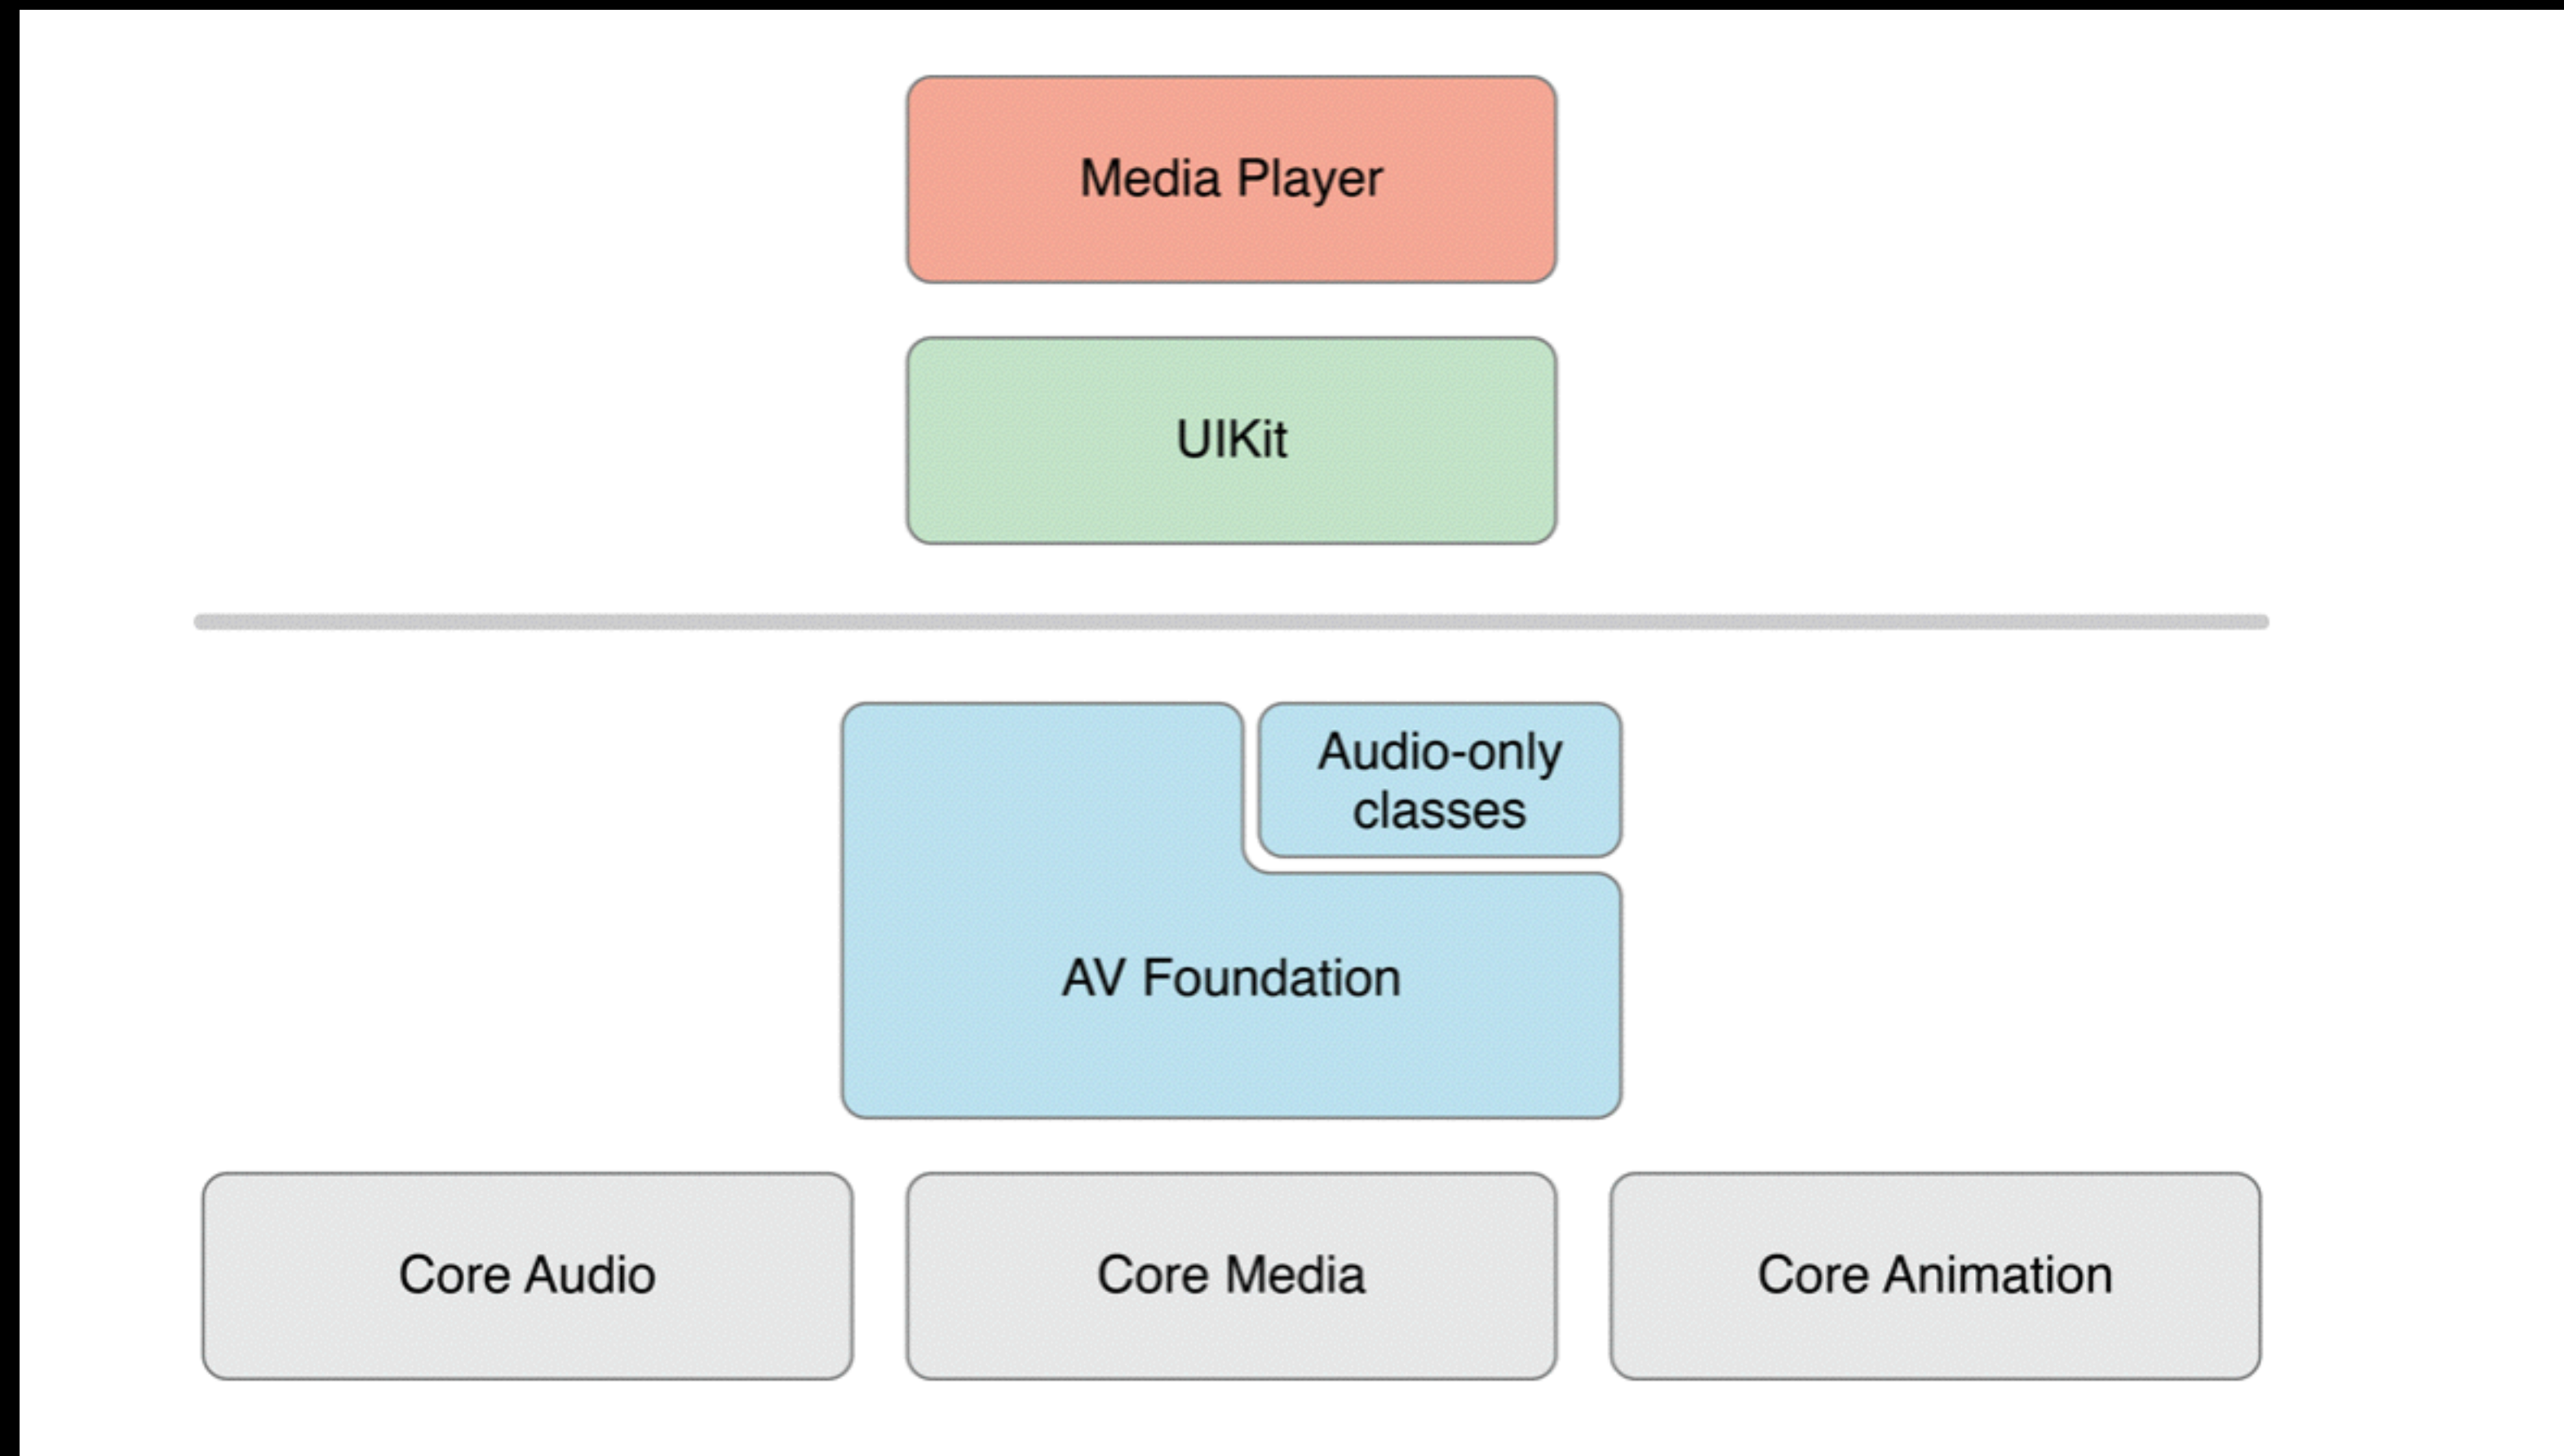 Media Player
UIKit
Audio-only
classes
AV Foundation
Core Audio
Core Media
Core Animation